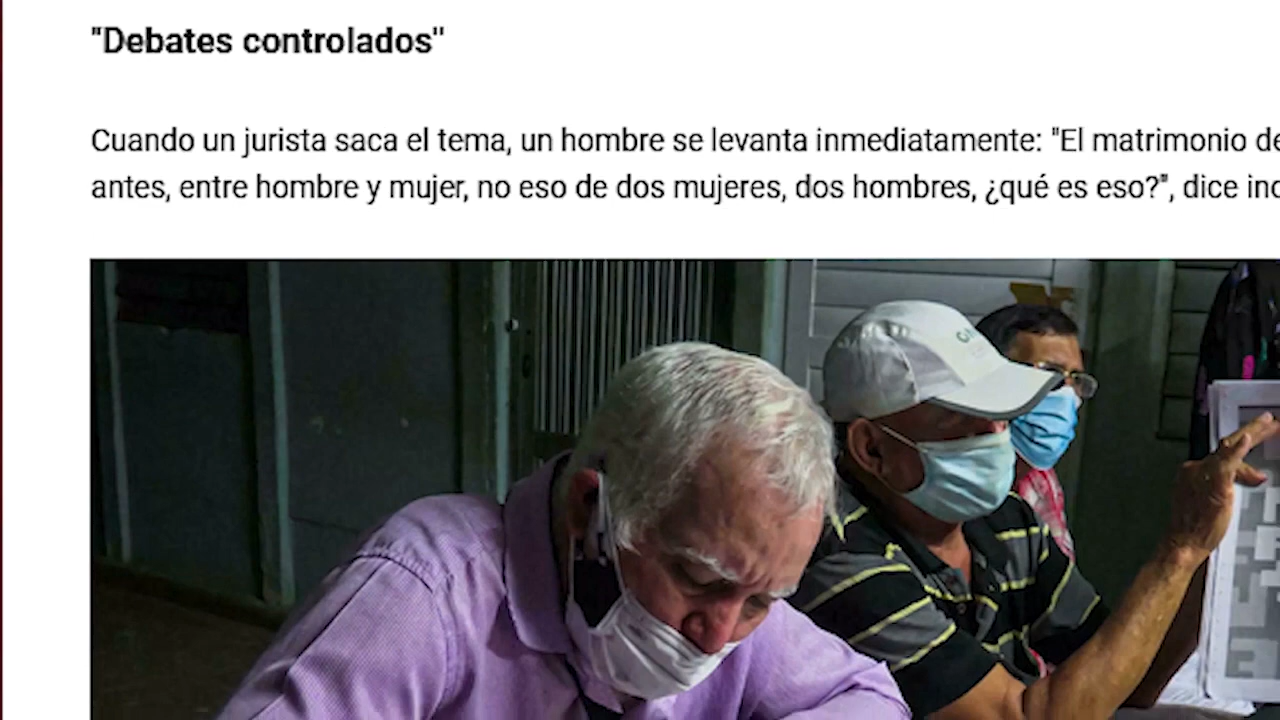 "Debates controlados"
Cuando un jurista saca el tema, un hombre se levanta inmediatamente: "El matrimonio de
antes, entre hombre y mujer, no eso de dos mujeres, dos hombres, ¿qué es eso?", dice